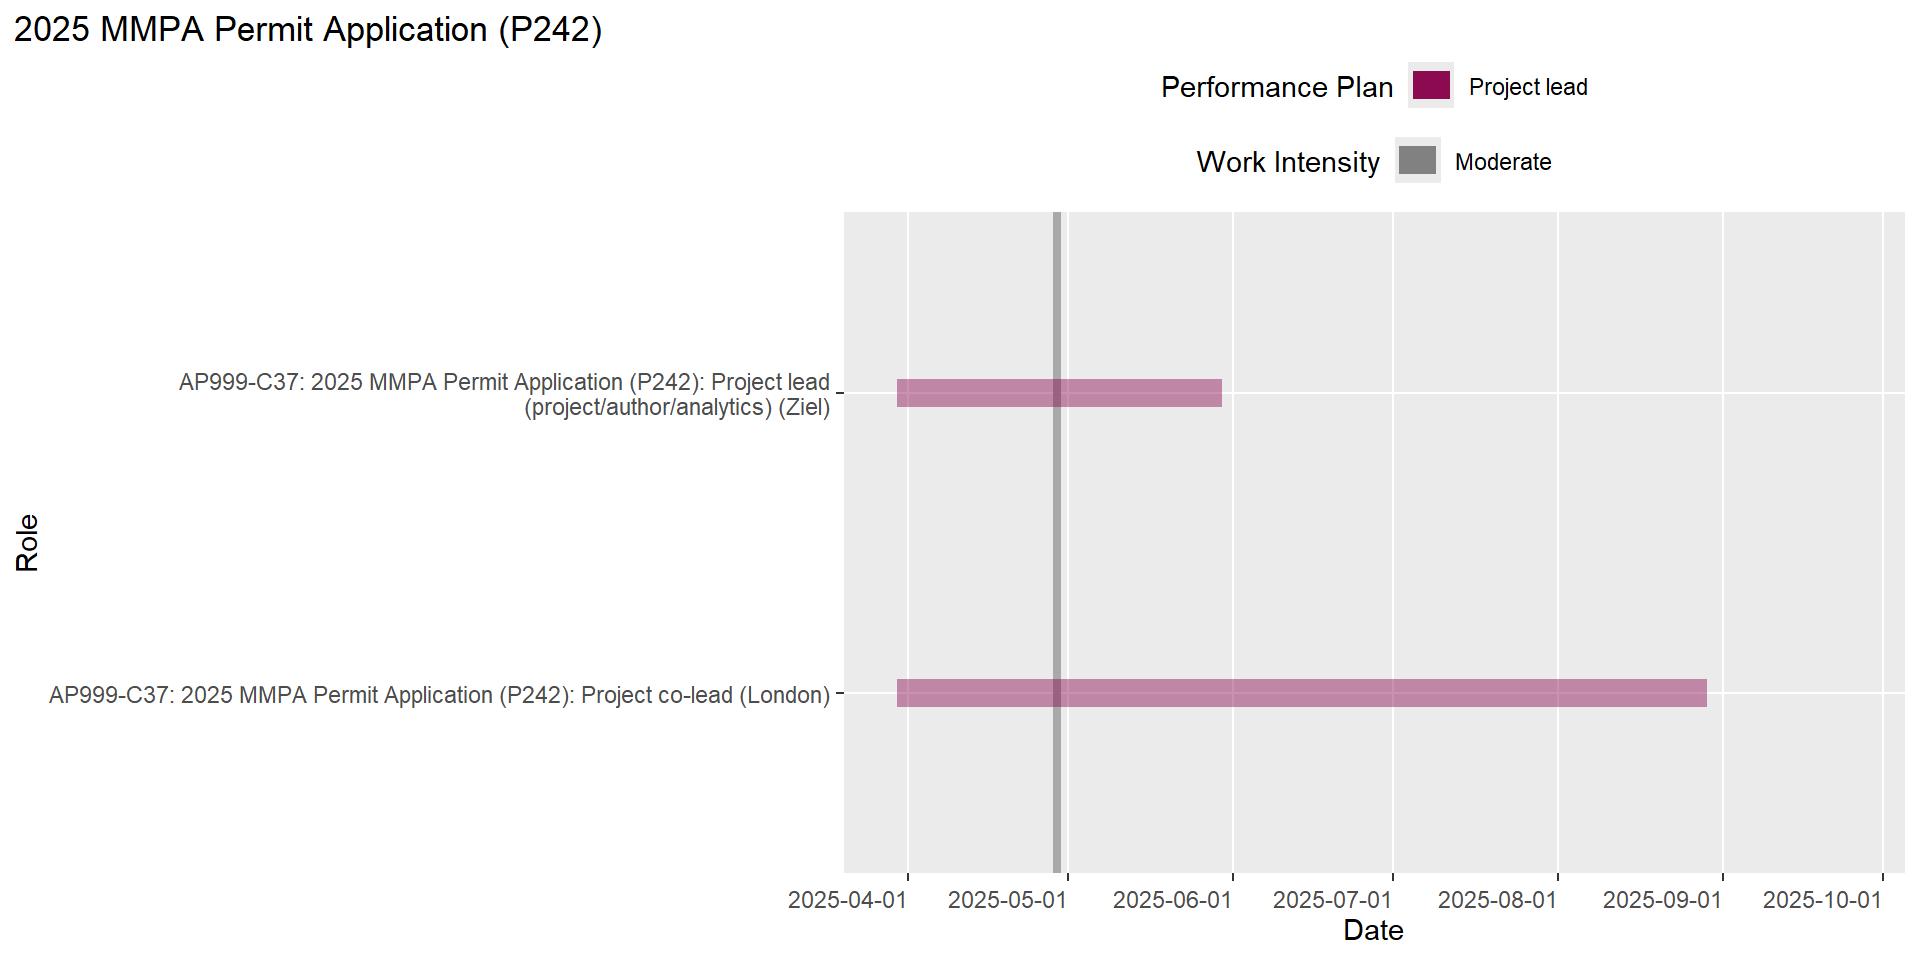 2025 MMPA Permit Application (P242)
Performance Plan
Project lead
Work Intensity
Moderate
AP999-C37: 2025 MMPA Permit Application (P242): Project lead
(project/author/analytics) (Ziel)
Role
AP999-C37: 2025 MMPA Permit Application (P242): Project co-lead (London)
2025-04-01
2025-05-01
2025-06-01
2025-07-01
2025-08-01
2025-09-01
2025-10-01
Date